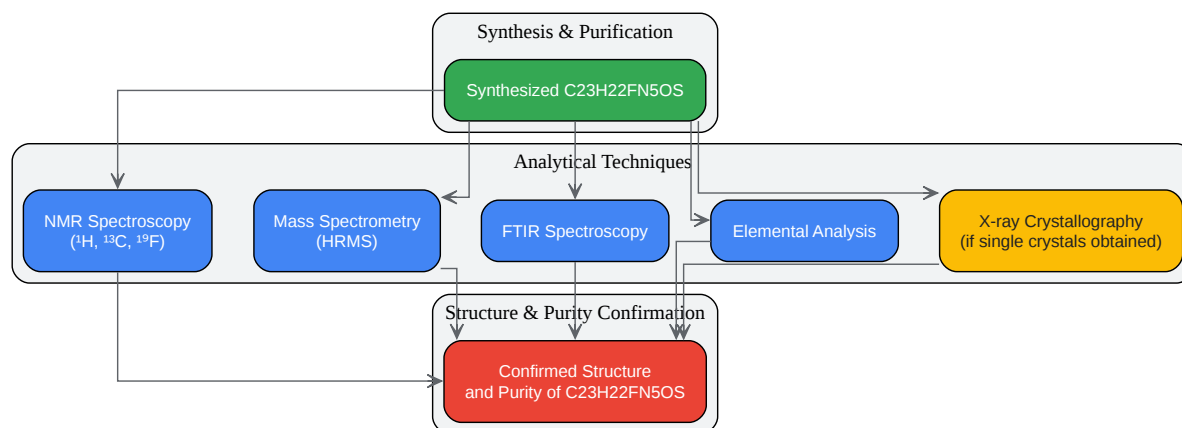 Synthesis & Purification
Synthesized C23H22FN5OS
Analytical Techniques
NMR Spectroscopy
(¹H, ¹³C, ¹⁹F)
Mass Spectrometry
(HRMS)
FTIR Spectroscopy
Elemental Analysis
X-ray Crystallography
(if single crystals obtained)
Structure & Purity Confirmation
Confirmed Structure
and Purity of C23H22FN5OS